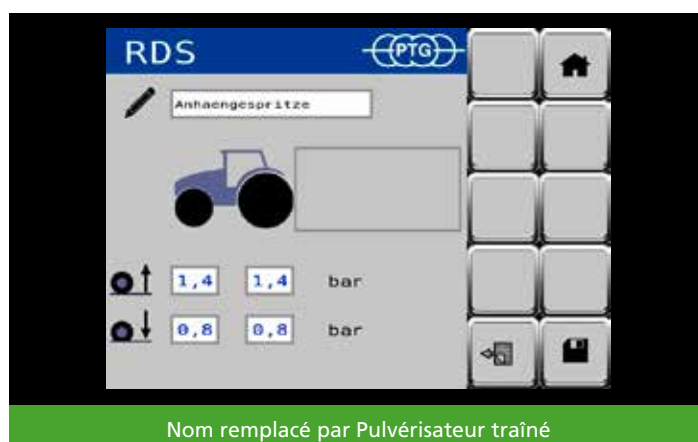 RDS
PTG
Anhaengespritze
1,4 1,4 bar
0,8 0,8 bar
Nom remplacé par Pulvérisateur traîné